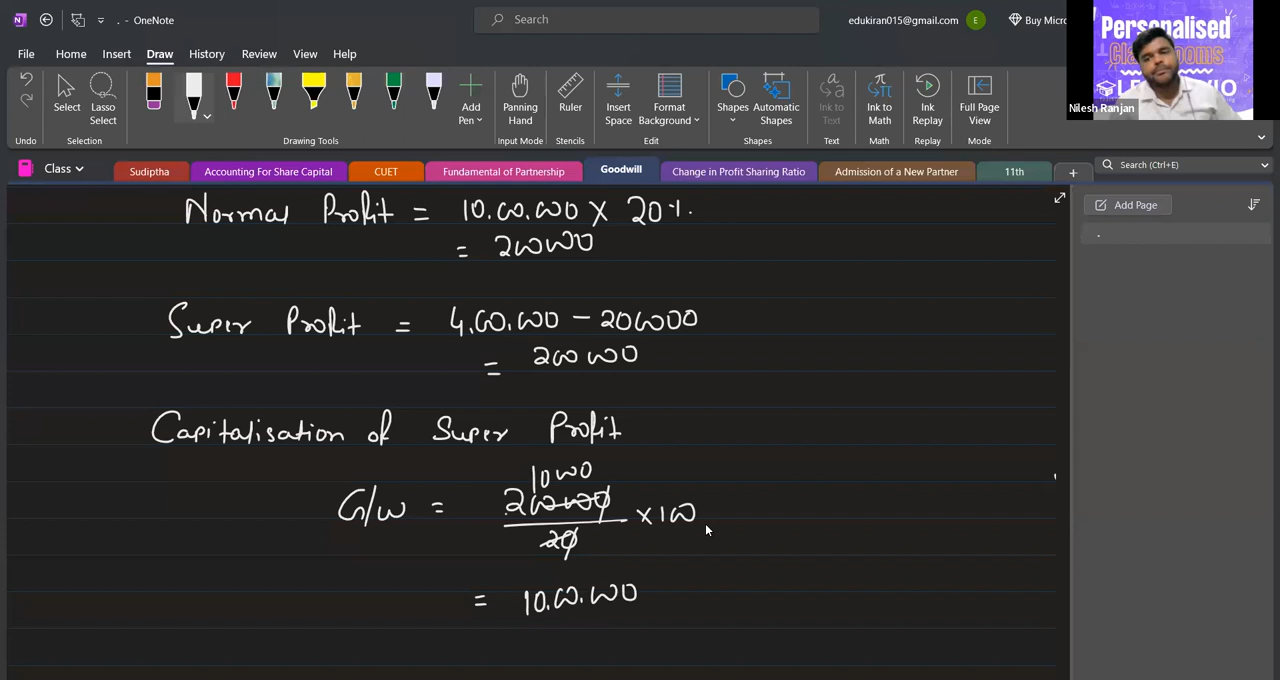 . - OneNote
Search
edukiran015@gmail.com E
Buy Micro
File Home Insert Draw History Review View Help
Undo
Select
Lasso Select
Selection
Drawing Tools
Add Pen
Panning Hand
Input Mode
Ruler
Stencils
Insert Space
Format Background
Edit
Shapes
Automatic Shapes
Shapes
Ink to Text
Ink to Math
Convert
Ink Replay
Replay
Full Page View
Mode
Personalised
Classrooms
Nilesh Ranjan
Class
Sudiptha
Accounting For Share Capital
CUET
Fundamental of Partnership
Goodwill
Change in Profit Sharing Ratio
Admission of a New Partner
11th
+
Search (Ctrl+E)
Add Page
.
Normal Profit = 10,00,000 X 20%
= 200000
Super Profit = 4,00,000 - 200000
= 200000
Capitalisation of Super Profit
10000
G/W = 200000 / 20 X 100
= 10,00,000